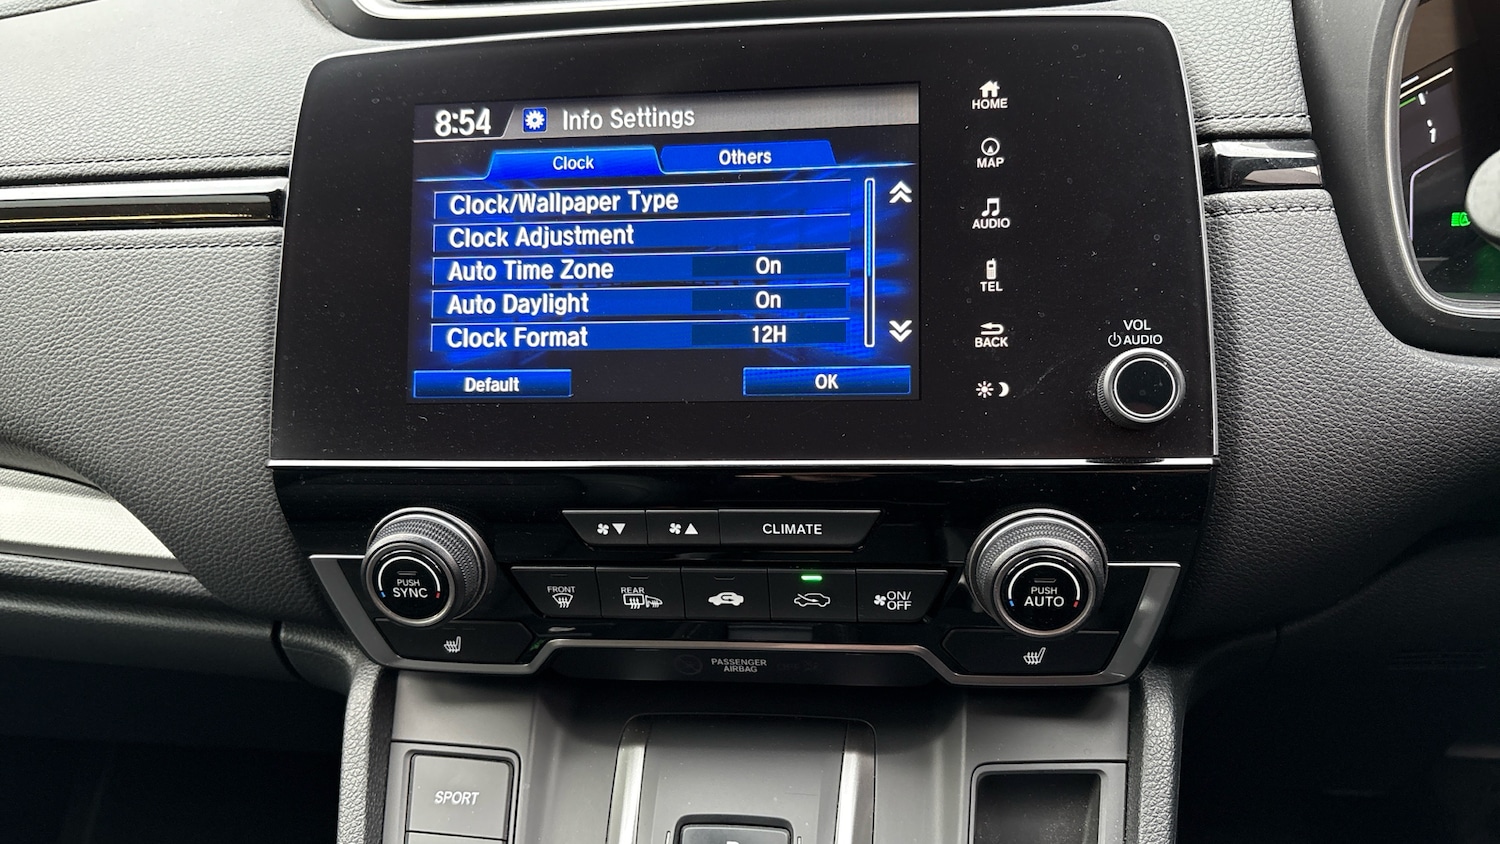 8:54 Info Settings
Clock Others
Clock/Wallpaper Type
Clock Adjustment
Auto Time Zone On
Auto Daylight On
Clock Format 12H
Default OK
HOME
MAP
AUDIO
TEL
BACK
VOL
AUDIO
CLIMATE
PUSH
SYNC
FRONT
REAR
ON/
OFF
PUSH
AUTO
PASSENGER
AIRBAG
SPORT